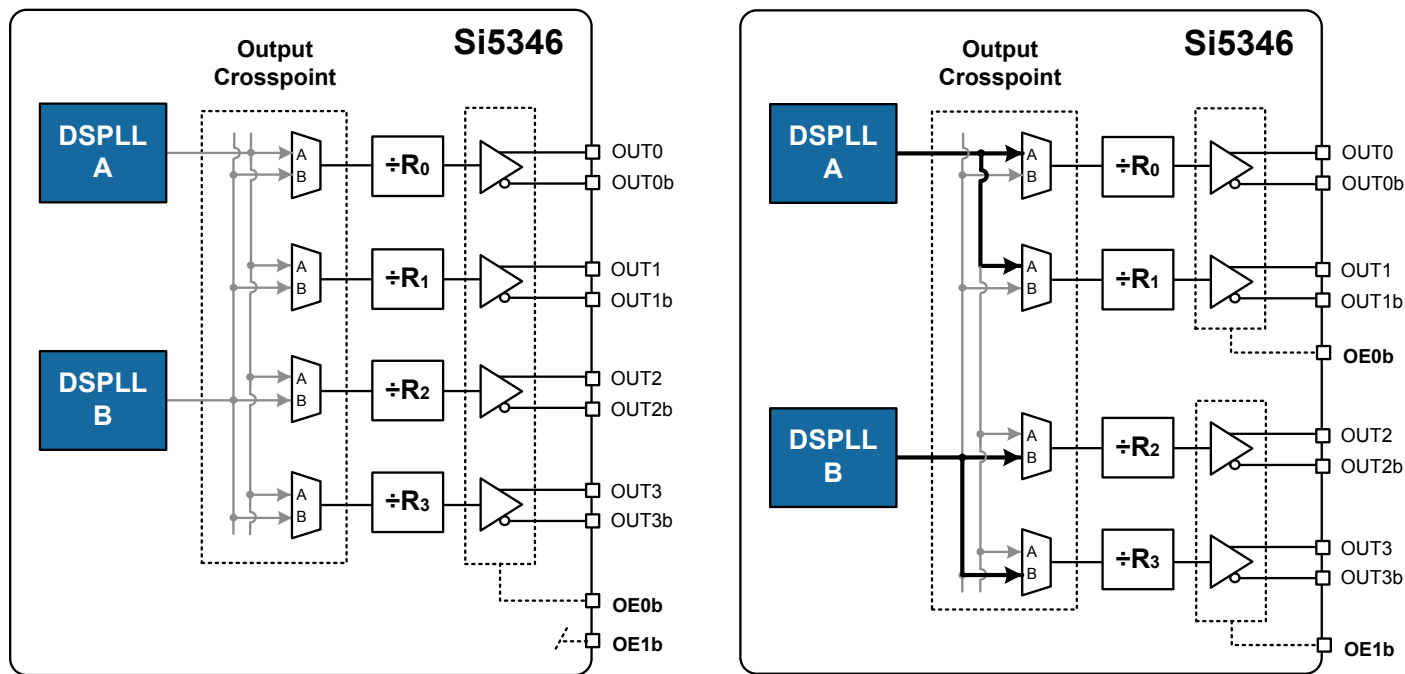 Si5346
Output
Crosspoint
DSPLL
A
A
B
÷R0
OUT0
OUT0b
A
B
÷R1
OUT1
OUT1b
DSPLL
B
A
B
÷R2
OUT2
OUT2b
A
B
÷R3
OUT3
OUT3b
OE0b
OE1b
Si5346
Output
Crosspoint
DSPLL
A
A
B
÷R0
OUT0
OUT0b
A
B
÷R1
OUT1
OUT1b
OE0b
DSPLL
B
A
B
÷R2
OUT2
OUT2b
A
B
÷R3
OUT3
OUT3b
OE1b